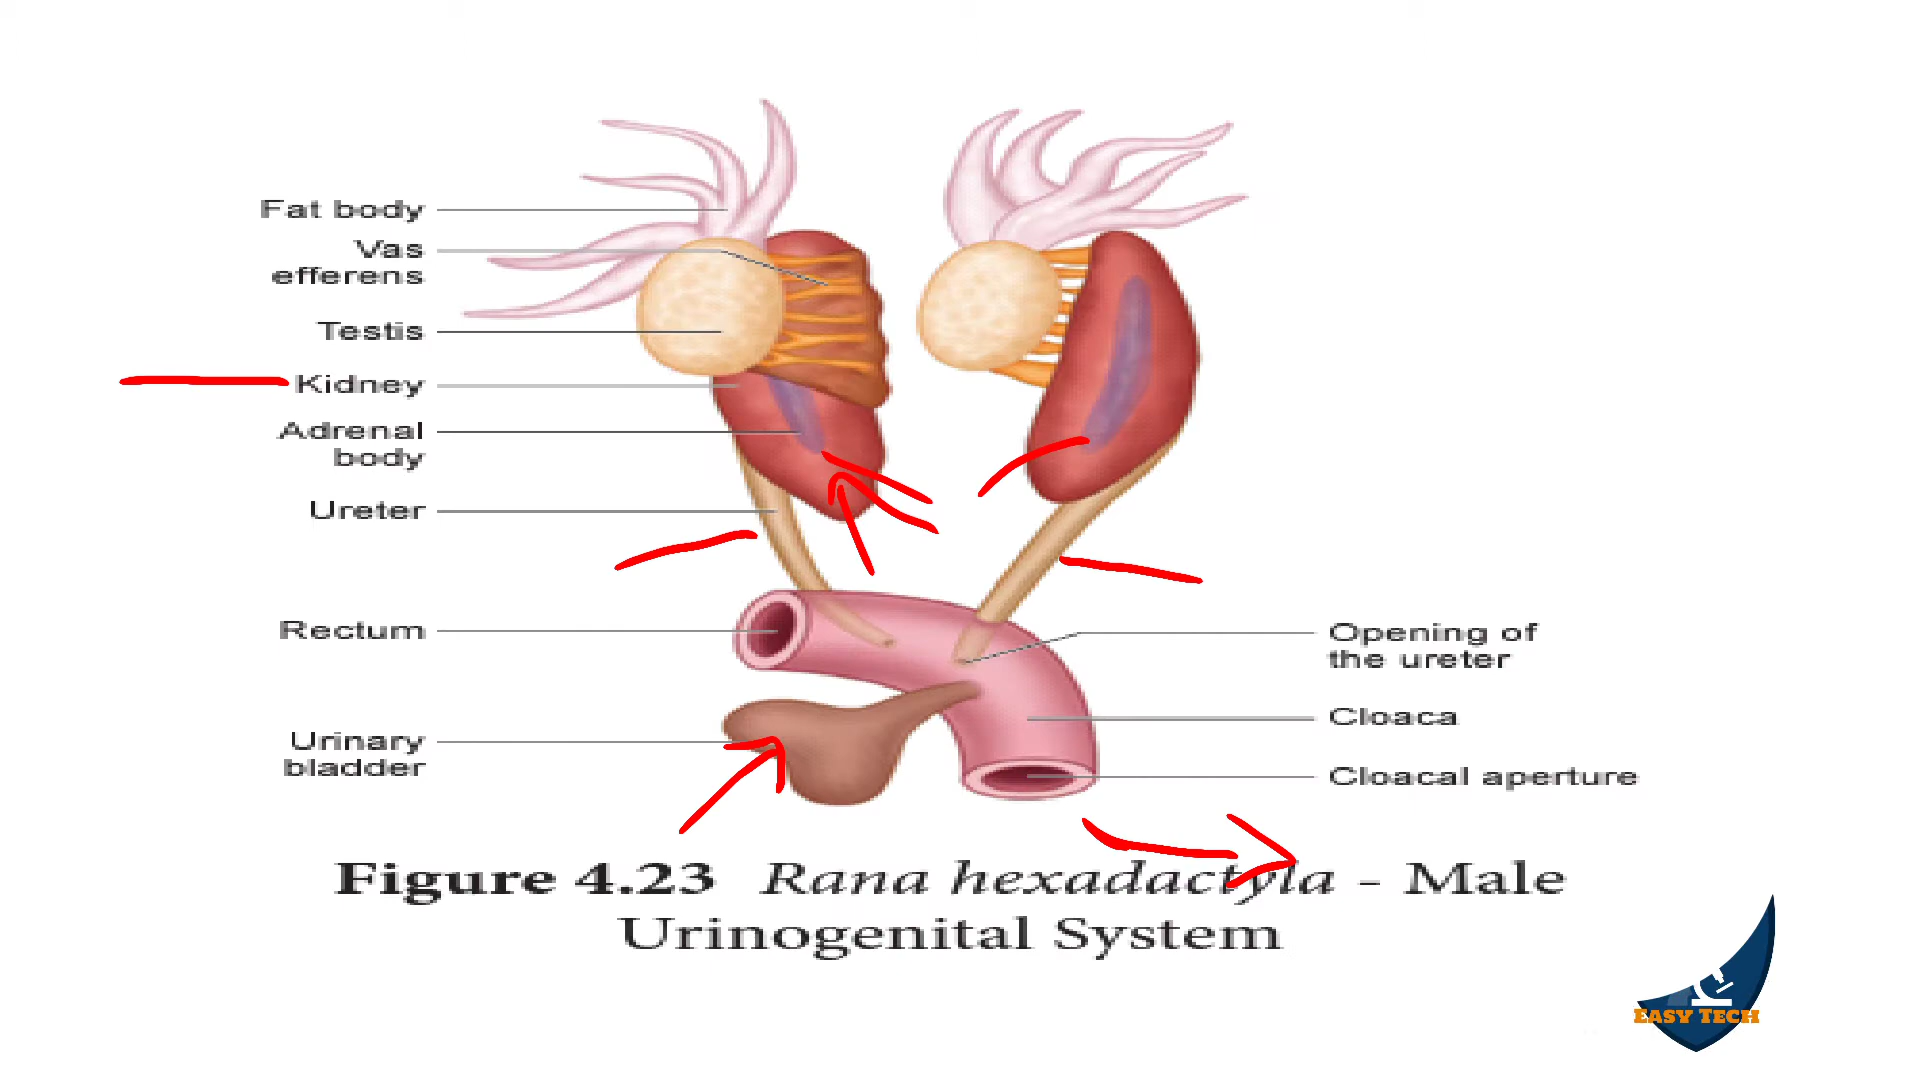 Fat body
Vas
efferens
Testis
Kidney
Adrenal
body
Ureter
Rectum
Urinary
bladder
Opening of
the ureter
Cloaca
Cloacal aperture
Figure 4.23 Rana hexadactyla - Male
Urinogenital System
EASY TECH